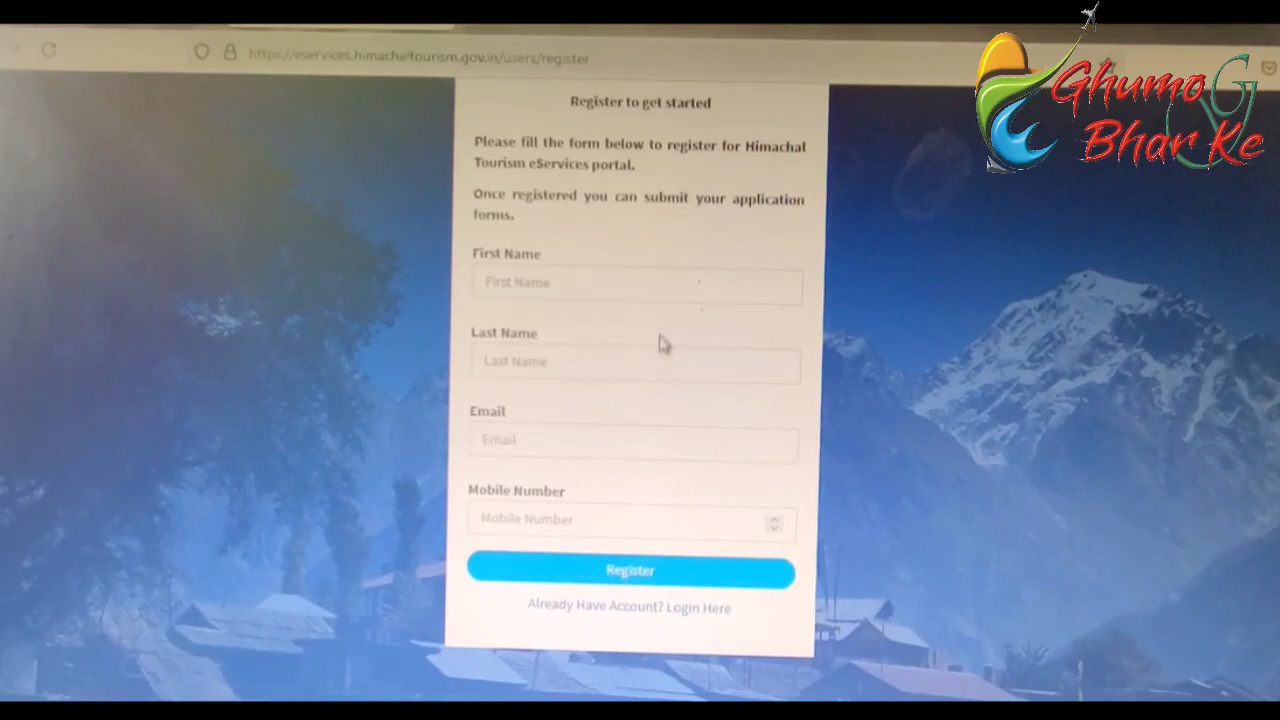 https://eservices.himachaltourism.gov.in/users/register
Ghumo G
Bhar Ke
Register to get started
Please fill the form below to register for Himachal
Tourism eServices portal.
Once registered you can submit your application
forms.
First Name
First Name
Last Name
Last Name
Email
Email
Mobile Number
Mobile Number
Register
Already Have Account? Login Here